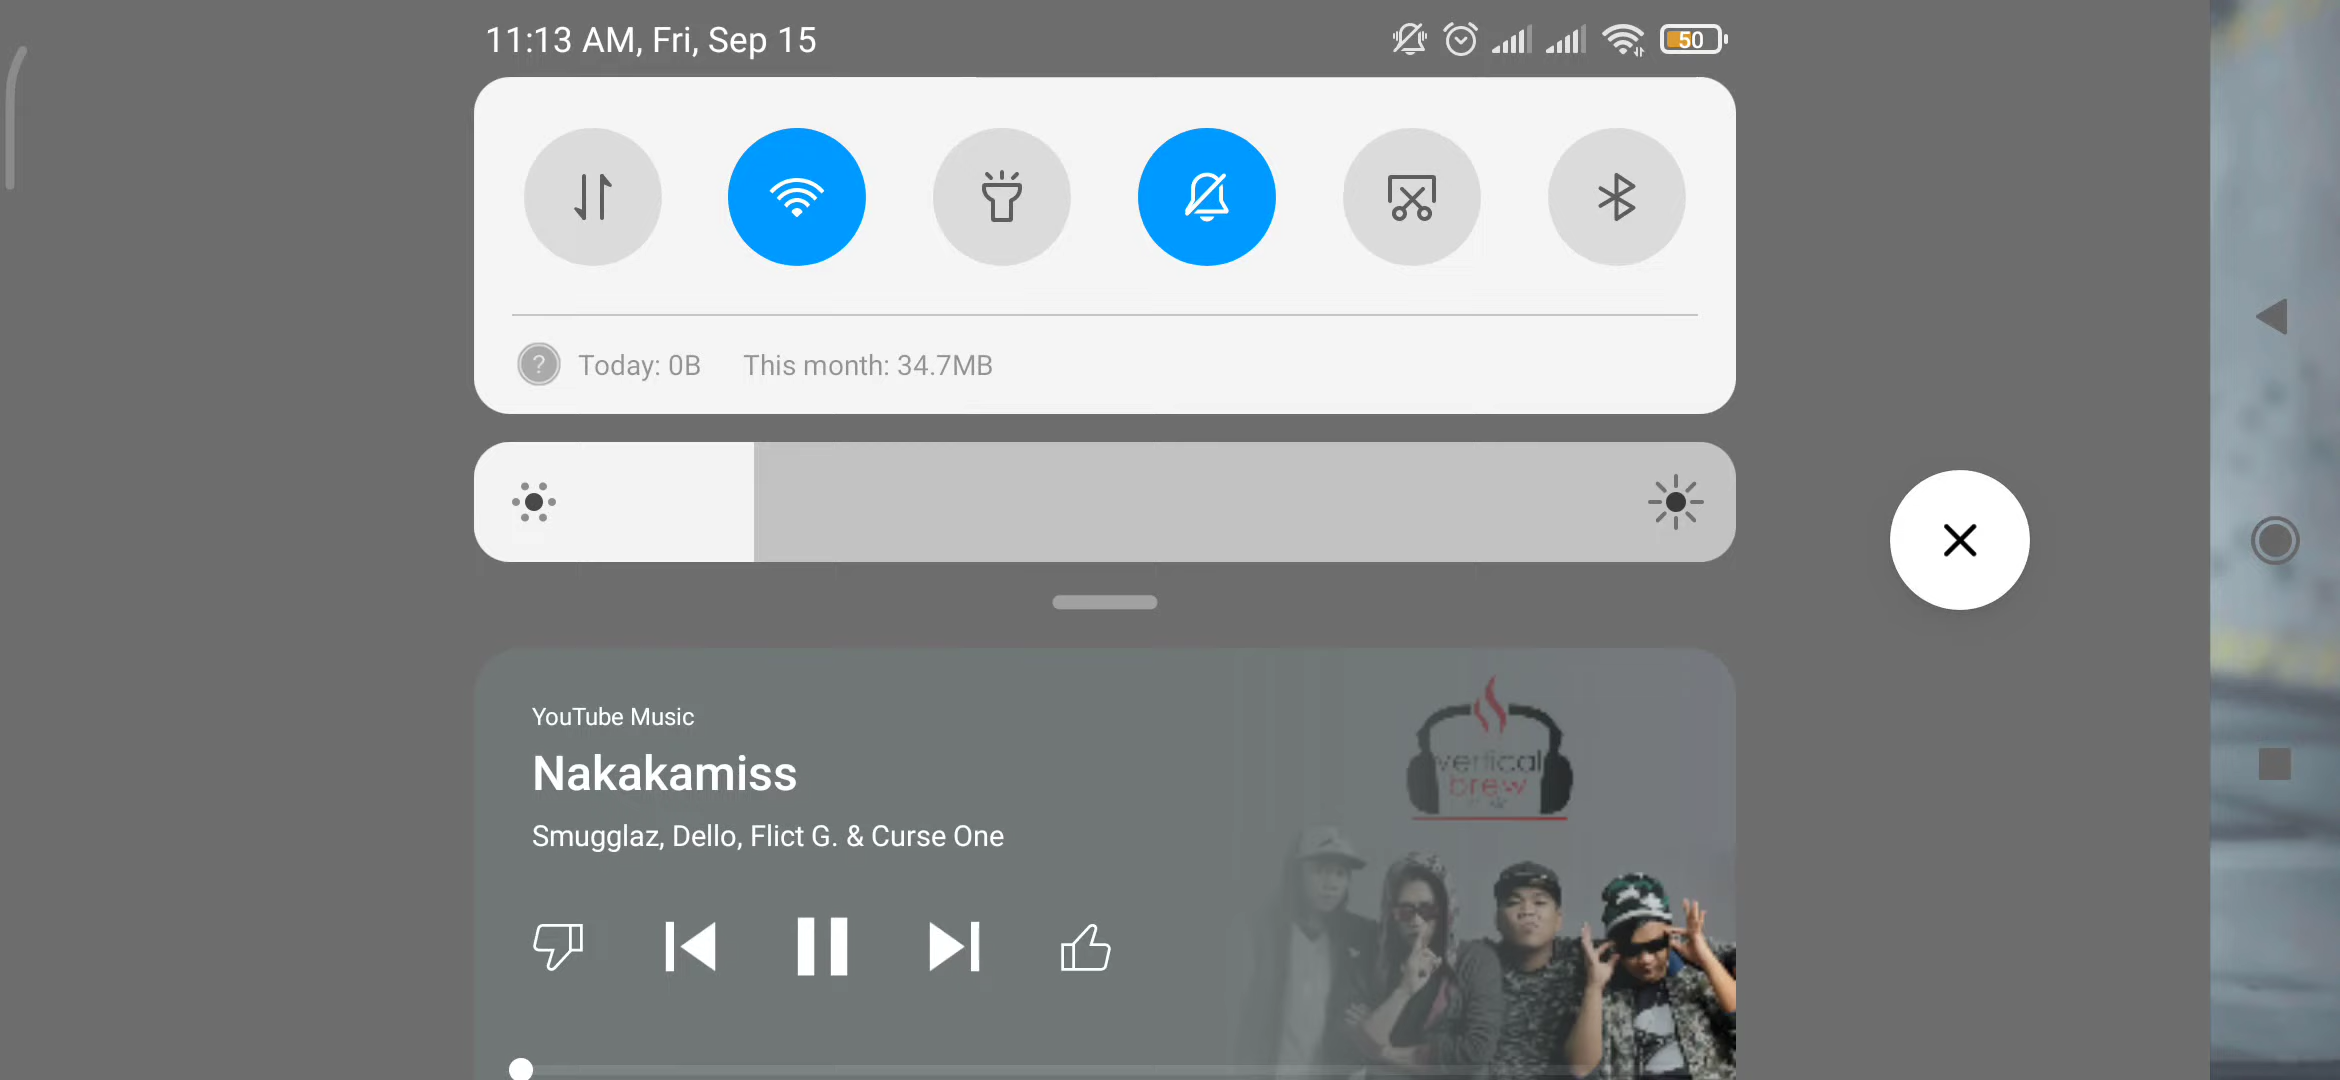 11:13 AM, Fri, Sep 15
50
? Today: 0B This month: 34.7MB
YouTube Music
Nakakamiss
Smugglaz, Dello, Flict G. & Curse One
vertical
brew